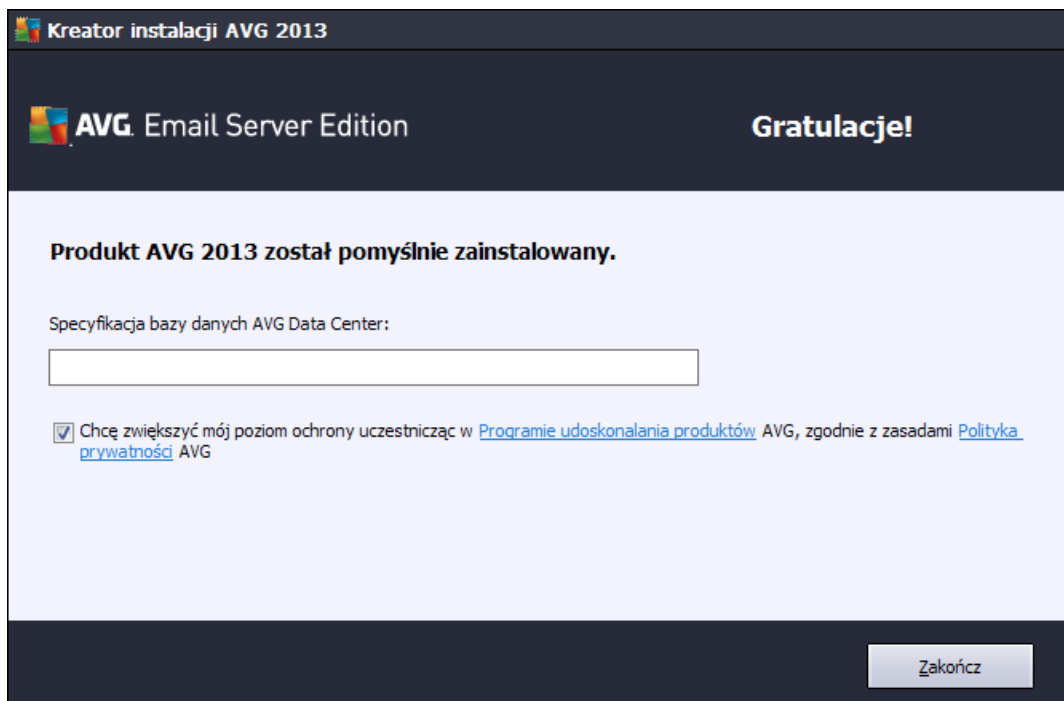 Kreator instalacji AVG 2013
AVG. Email Server Edition
Gratulacje!
Produkt AVG 2013 został pomyślnie zainstalowany.
Specyfikacja bazy danych AVG Data Center:
Chcę zwiększyć mój poziom ochrony uczestnicząc w Programie udoskonalania produktów AVG, zgodnie z zasadami Polityka
prywatności AVG
Zakończ